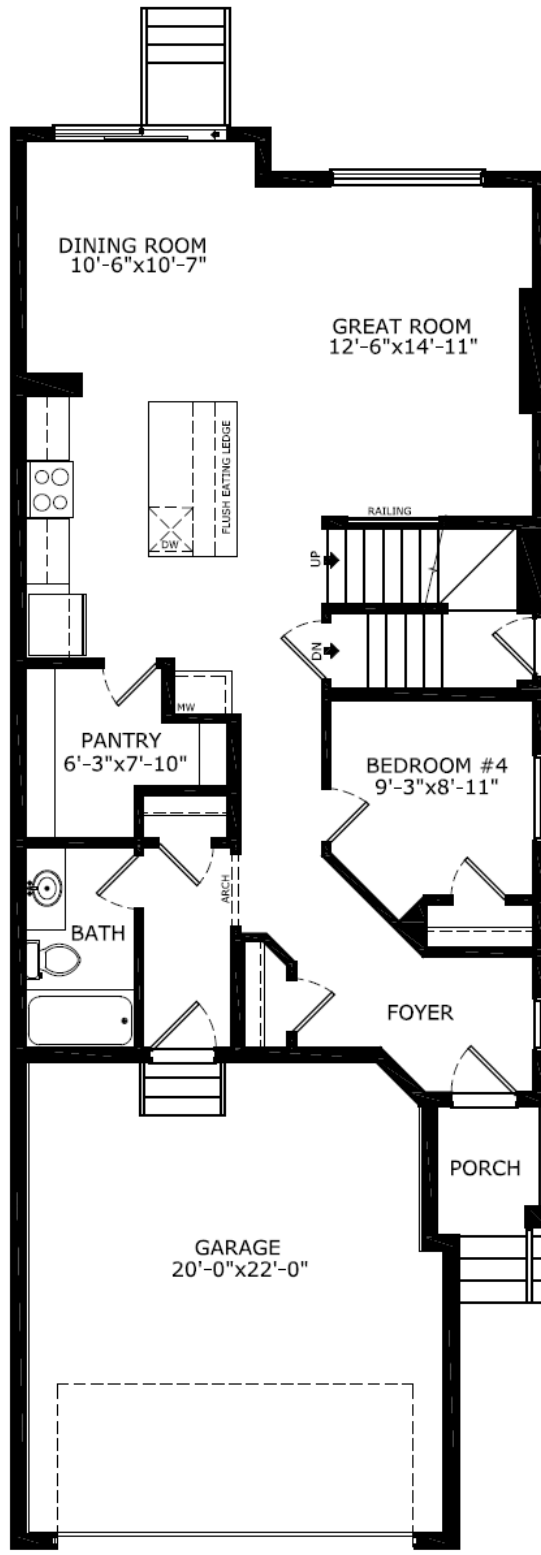 DINING ROOM
10'-6"x10'-7"
GREAT ROOM
12'-6"x14'-11"
FLUSH EATING LEDGE
DW
RAILING
UP
DN
MW
PANTRY
6'-3"x7'-10"
BEDROOM #4
9'-3"x8'-11"
ARCH
BATH
FOYER
PORCH
GARAGE
20'-0"x22'-0"